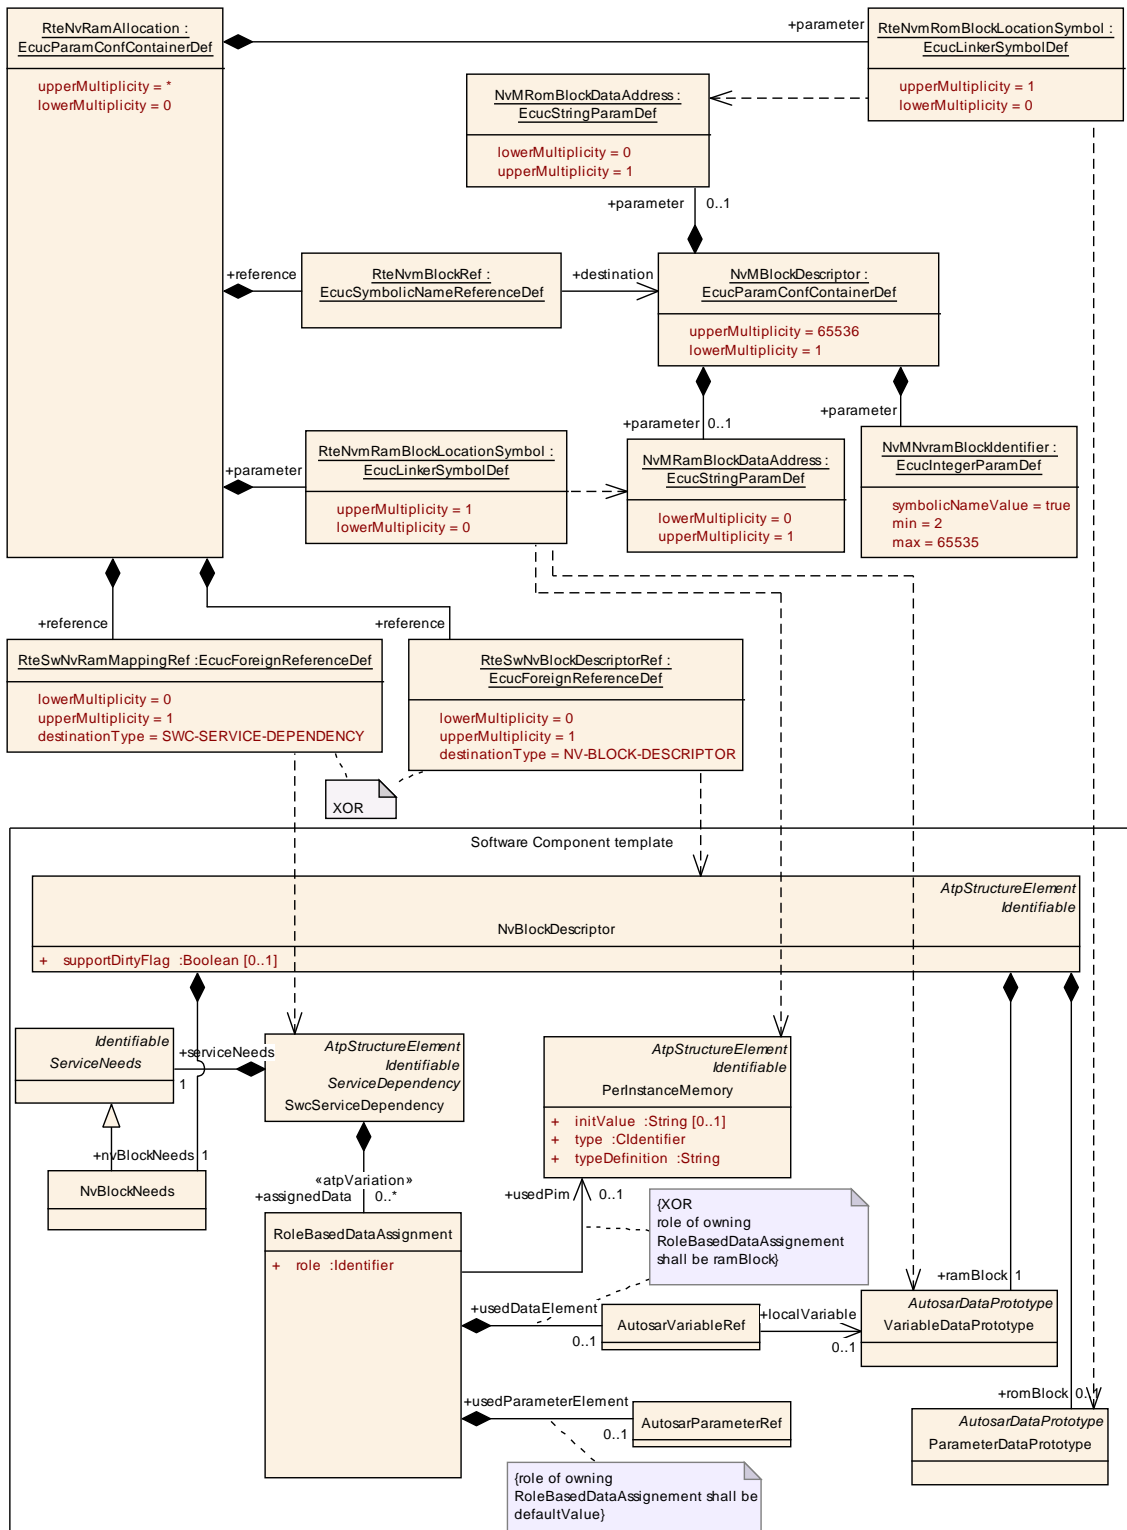 RteNvRamAllocation :
EcucParamConfContainerDef
upperMultiplicity = *
lowerMultiplicity = 0
+parameter
RteNvmRomBlockLocationSymbol :
EcucLinkerSymbolDef
upperMultiplicity = 1
lowerMultiplicity = 0
NvMRomBlockDataAddress :
EcucStringParamDef
lowerMultiplicity = 0
upperMultiplicity = 1
+parameter
0..1
+reference
RteNvmBlockRef :
EcucSymbolicNameReferenceDef
+destination
NvMBlockDescriptor :
EcucParamConfContainerDef
upperMultiplicity = 65536
lowerMultiplicity = 1
+parameter
0..1
+parameter
+parameter
RteNvmRamBlockLocationSymbol :
EcucLinkerSymbolDef
upperMultiplicity = 1
lowerMultiplicity = 0
NvMRamBlockDataAddress :
EcucStringParamDef
lowerMultiplicity = 0
upperMultiplicity = 1
NvMNvramBlockIdentifier :
EcucIntegerParamDef
symbolicNameValue = true
min = 2
max = 65535
+reference
+reference
RteSwNvRamMappingRef :EcucForeignReferenceDef
lowerMultiplicity = 0
upperMultiplicity = 1
destinationType = SWC-SERVICE-DEPENDENCY
RteSwNvBlockDescriptorRef :
EcucForeignReferenceDef
lowerMultiplicity = 0
upperMultiplicity = 1
destinationType = NV-BLOCK-DESCRIPTOR
XOR
Software Component template
AtpStructureElement
Identifiable
NvBlockDescriptor
+ supportDirtyFlag :Boolean [0..1]
Identifiable
ServiceNeeds
+serviceNeeds
1
AtpStructureElement
Identifiable
ServiceDependency
SwcServiceDependency
AtpStructureElement
Identifiable
PerInstanceMemory
+ initValue :String [0..1]
+ type :CIdentifier
+ typeDefinition :String
+nvBlockNeeds
1
NvBlockNeeds
«atpVariation»
+assignedData
0..*
+usedPim
0..1
RoleBasedDataAssignment
+ role :Identifier
{XOR
role of owning
RoleBasedDataAssignement
shall be ramBlock}
+ramBlock
1
+usedDataElement
0..1
AutosarVariableRef
+localVariable
0..1
AutosarDataPrototype
VariableDataPrototype
+romBlock
0..1
+usedParameterElement
0..1
AutosarParameterRef
AutosarDataPrototype
ParameterDataPrototype
{role of owning
RoleBasedDataAssignement shall be
defaultValue}